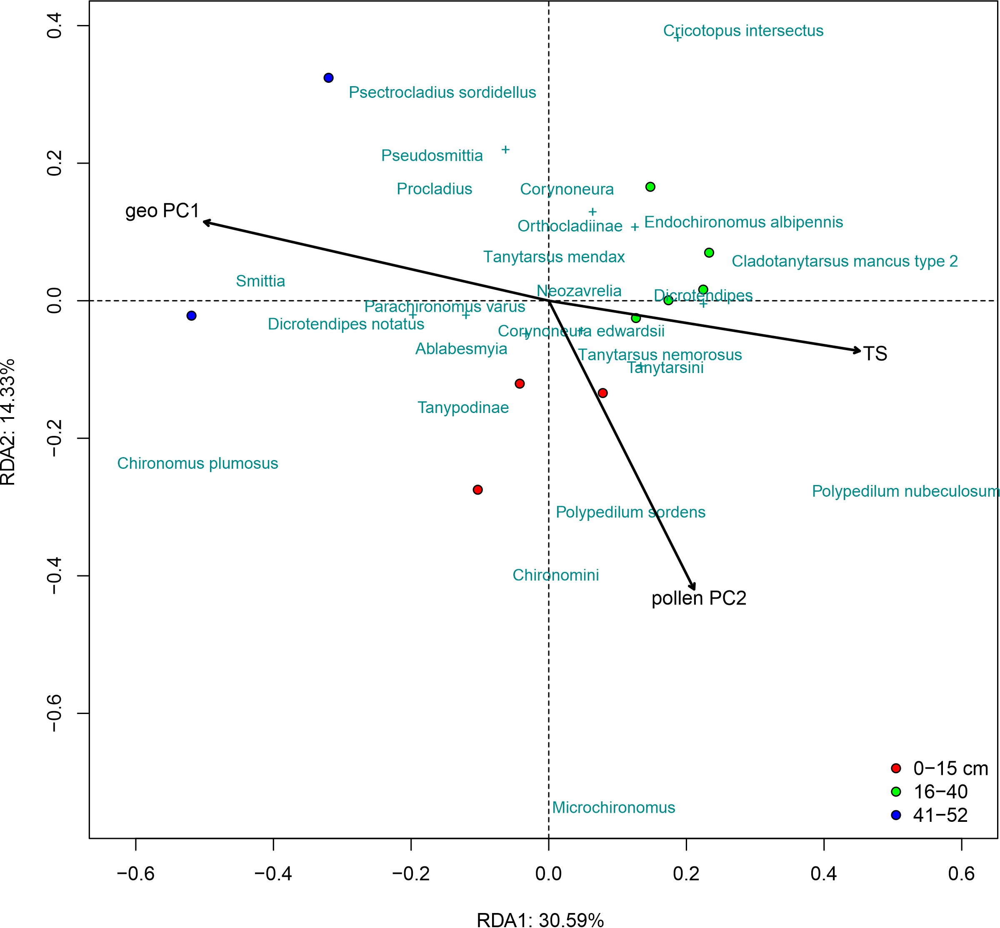 0.4
0.2
0.0
−0.2
−0.4
−0.6
RDA2: 14.33%
Cricotopus intersectus
Psectrocladius sordidellus
Pseudosmittia
Procladius
Corynoneura
geo PC1
Orthocladiinae
Endochironomus albipennis
Tanytarsus mendax
Cladotanytarsus mancus type 2
Smittia
Neozavrelia
Dicrotendipes
Parachironomus varus
Dicrotendipes notatus
Corynoneura edwardsii
Ablabesmyia
Tanytarsus nemorosus
TS
Tanytarsini
Tanypodinae
Chironomus plumosus
Polypedilum nubeculosum
Polypedilum sordens
Chironomini
pollen PC2
Microchironomus
0−15 cm
16−40
41−52
−0.6
−0.4
−0.2
0.0
0.2
0.4
0.6
RDA1: 30.59%